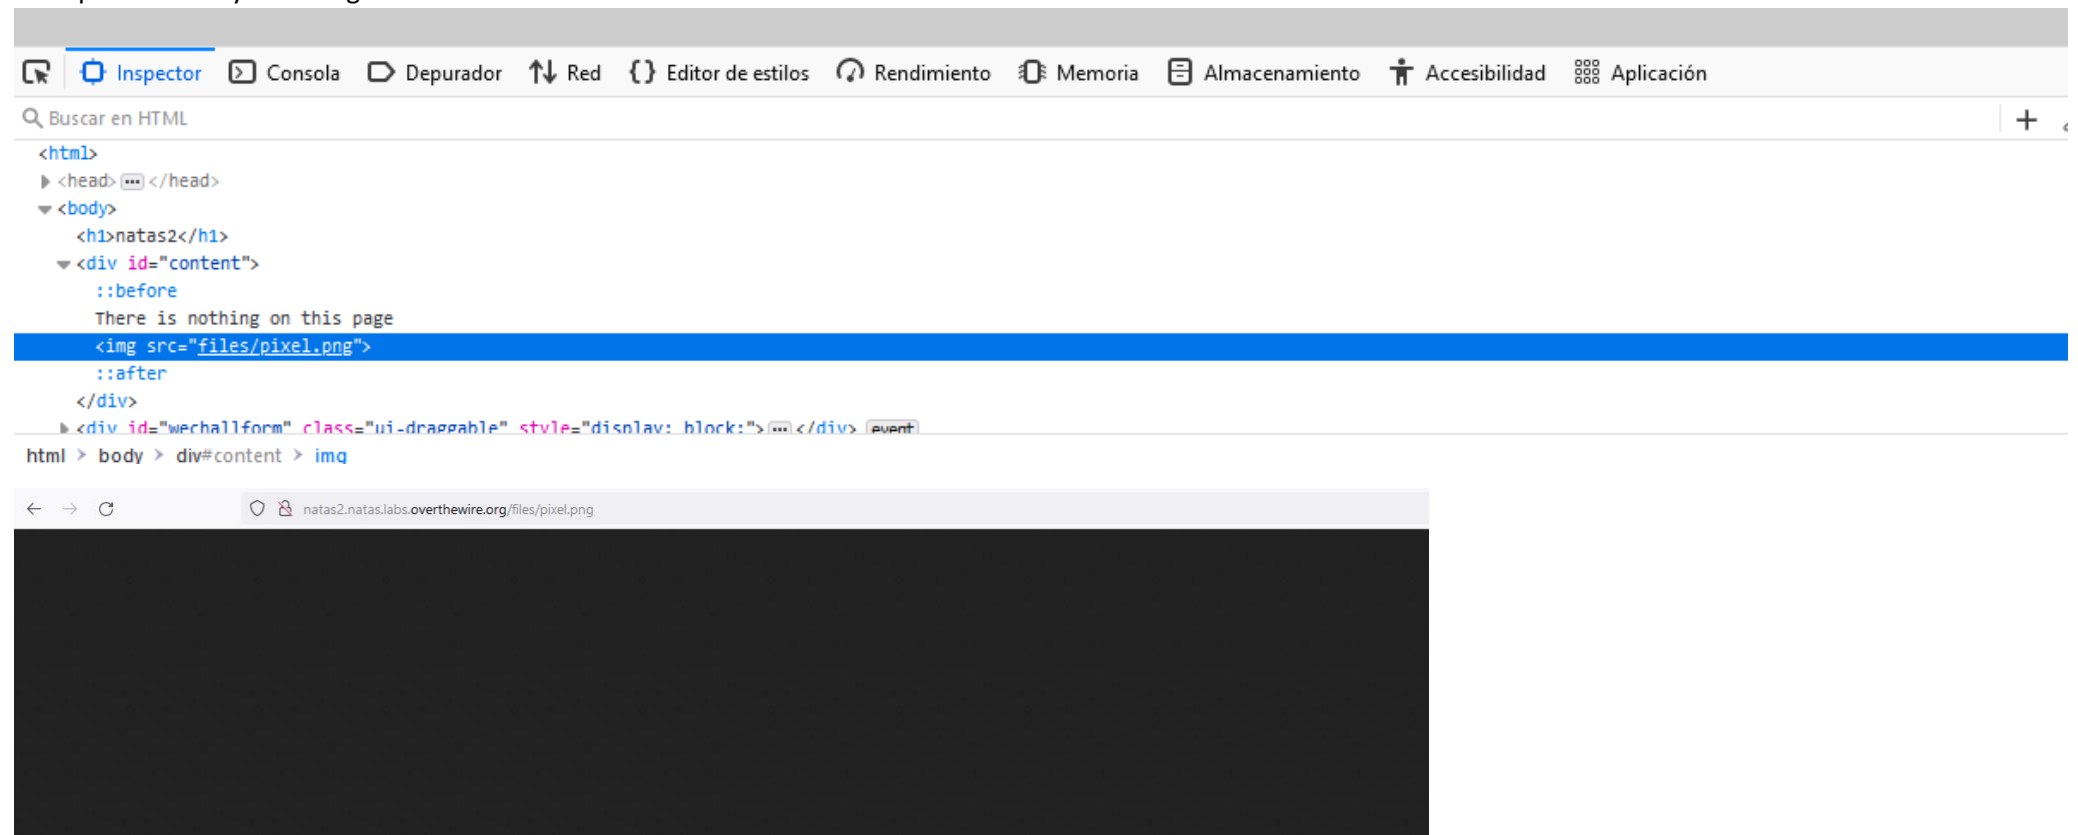 Inspector Consola Depurador Red Editor de estilos Rendimiento Memoria Almacenamiento Accesibilidad Aplicación
Buscar en HTML
<html>
<head> ... </head>
<body>
<h1>natas2</h1>
<div id="content">
::before
There is nothing on this page
<img src="files/pixel.png">
::after
</div>
<div id="wechallform" class="ui-draggable" style="display: block;"> ... </div> event
html > body > div#content > img
natas2.natas.labs.overthewire.org/files/pixel.png